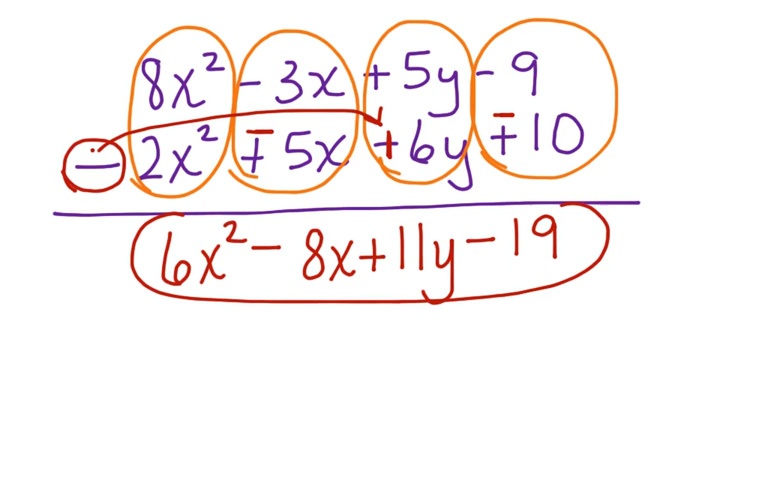 8x² - 3x + 5y - 9
- 2x² ∓ 5x + 6y ∓ 10
6x² - 8x + 11y - 19